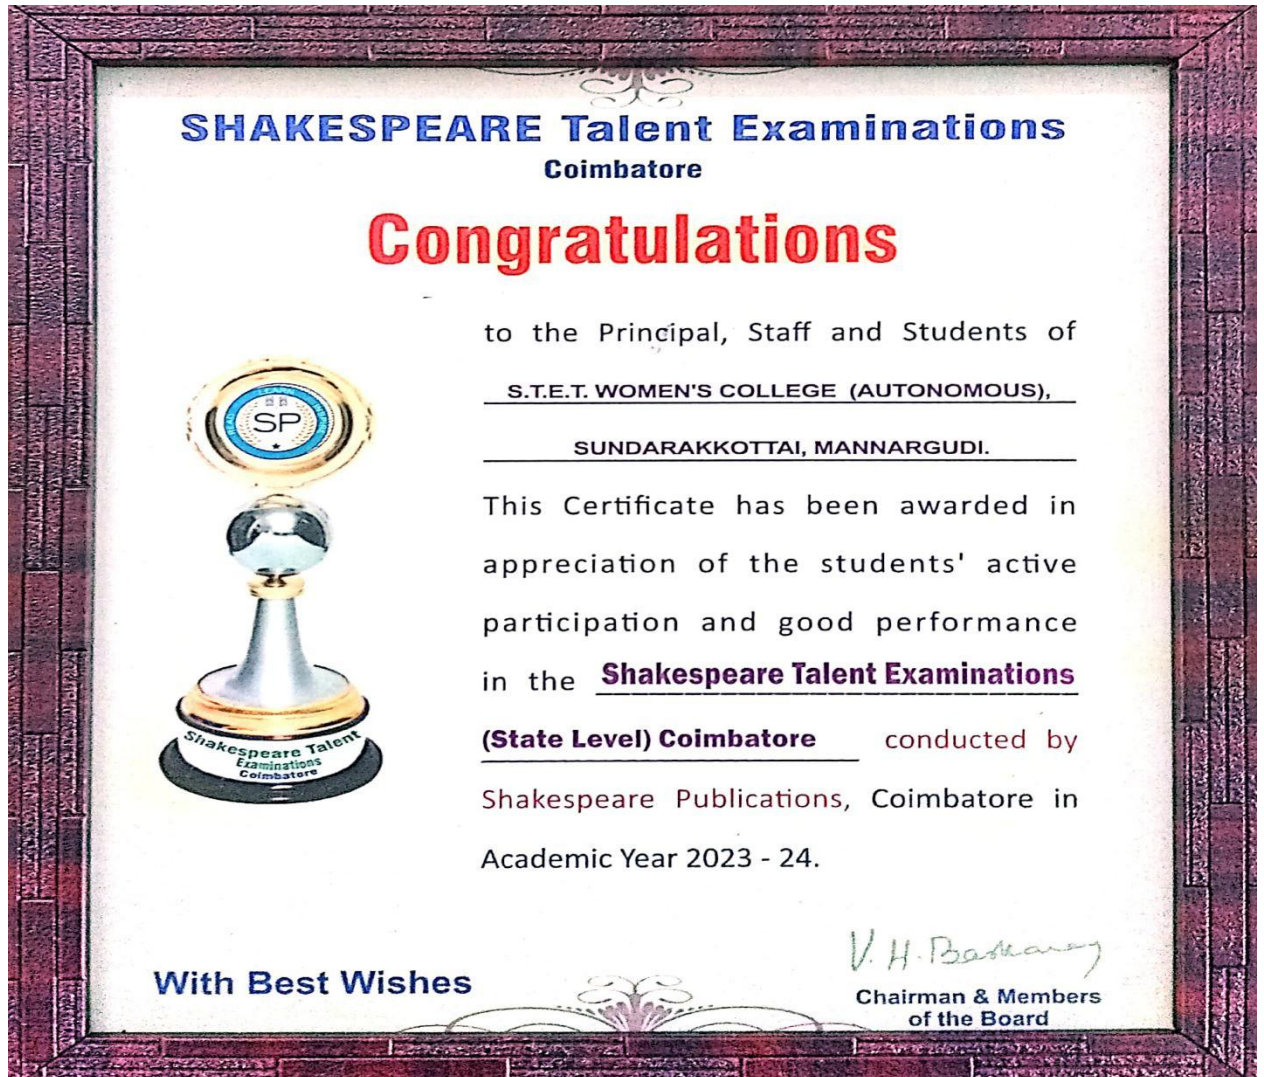 SHAKESPEARE Talent Examinations
Coimbatore
Congratulations
to the Principal, Staff and Students of
S.T.E.T. WOMEN'S COLLEGE (AUTONOMOUS),
SUNDARAKKOTTAI, MANNARGUDI.
This Certificate has been awarded in
appreciation of the students' active
participation and good performance
in the Shakespeare Talent Examinations
(State Level) Coimbatore conducted by
Shakespeare Publications, Coimbatore in
Academic Year 2023 - 24.
READ LEARN
SP
Shakespeare Talent
Examinations
Coimbatore
With Best Wishes
V. H. Baskaran
Chairman & Members
of the Board